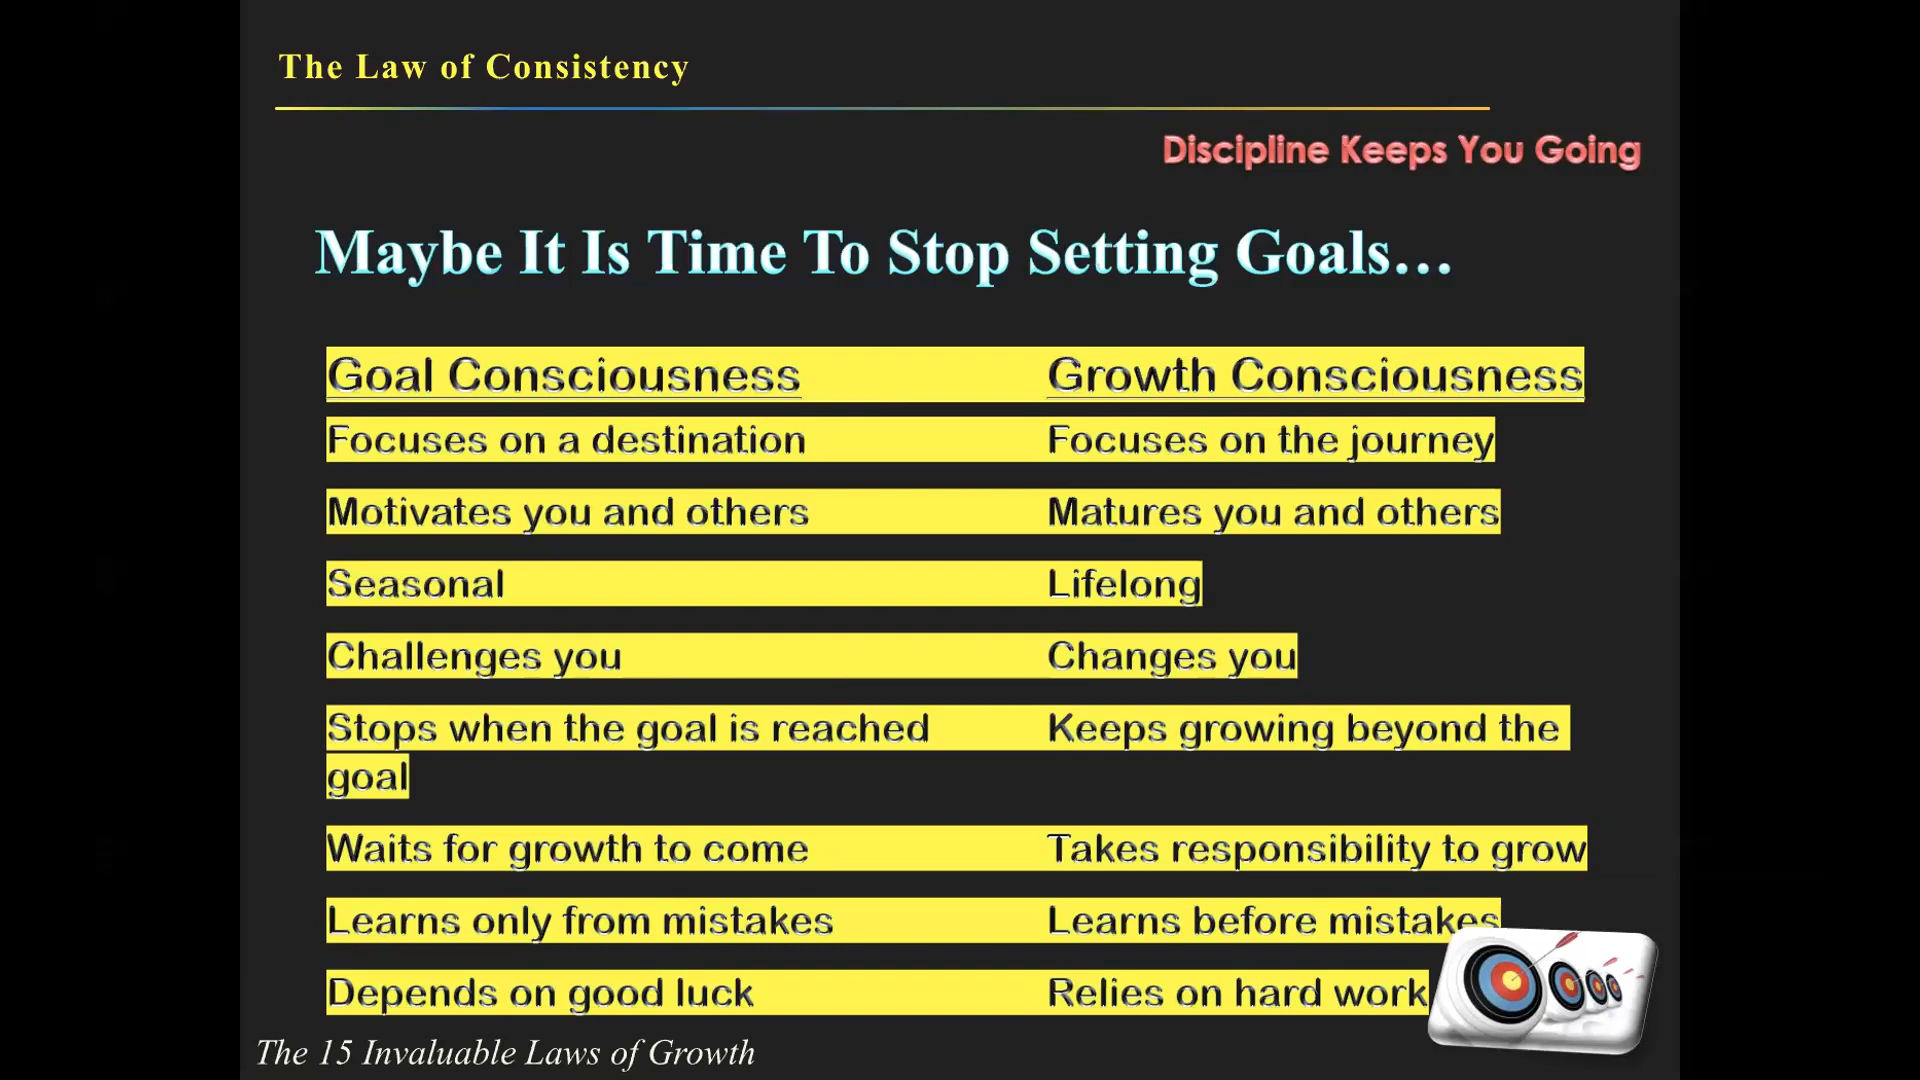 The Law of Consistency
Discipline Keeps You Going
Maybe It Is Time To Stop Setting Goals...
Goal Consciousness Growth Consciousness
Focuses on a destination Focuses on the journey
Motivates you and others Matures you and others
Seasonal Lifelong
Challenges you Changes you
Stops when the goal is reached Keeps growing beyond the
goal
Waits for growth to come Takes responsibility to grow
Learns only from mistakes Learns before mistakes
Depends on good luck Relies on hard work
The 15 Invaluable Laws of Growth